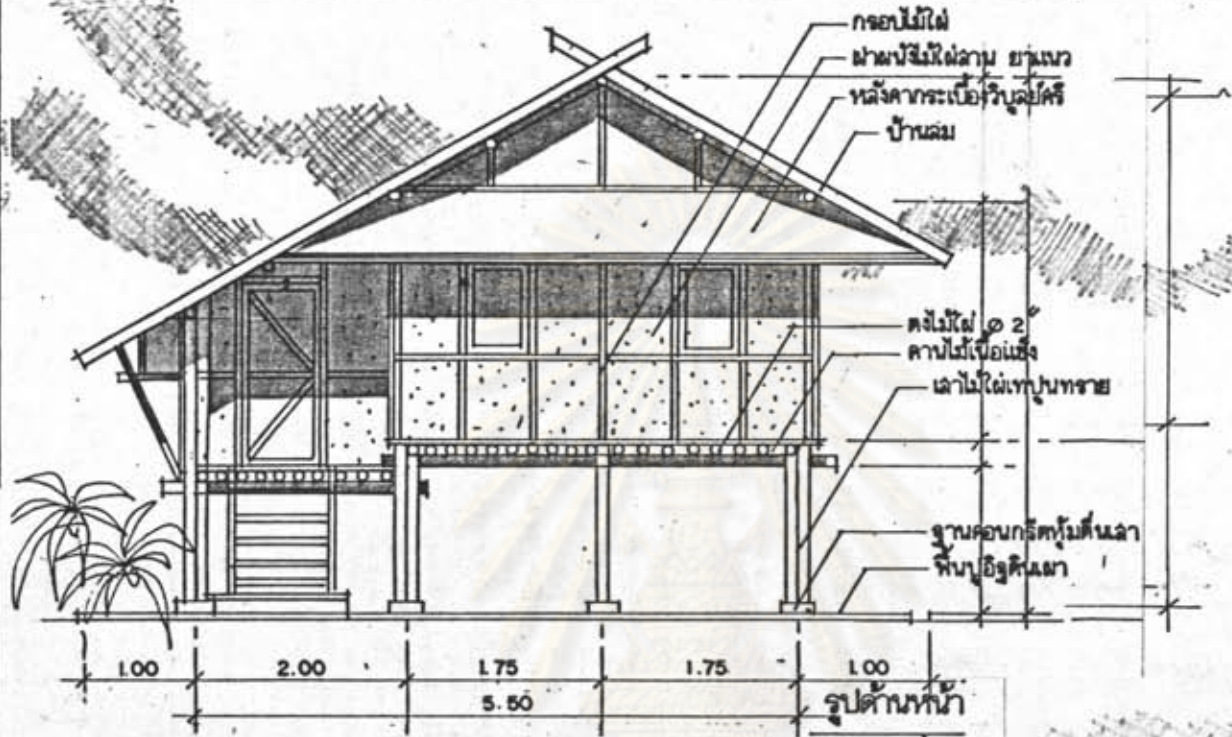 กรอบไม้ไผ่
ฝาผนังไม้ไผ่สาน ยาแนว
หลังคากระเบื้องวิบูลย์ศรี
ป้านลม
ตงไม้ไผ่ ∅ 2"
คานไม้เนื้อแข็ง
เสาไม้ไผ่เทปูนทราย
ฐานคอนกรีตหุ้มตีนเสา
พื้นปูอิฐดินเผา
1.00 2.00 1.75 1.75 1.00
5.50
รูปด้านหน้า